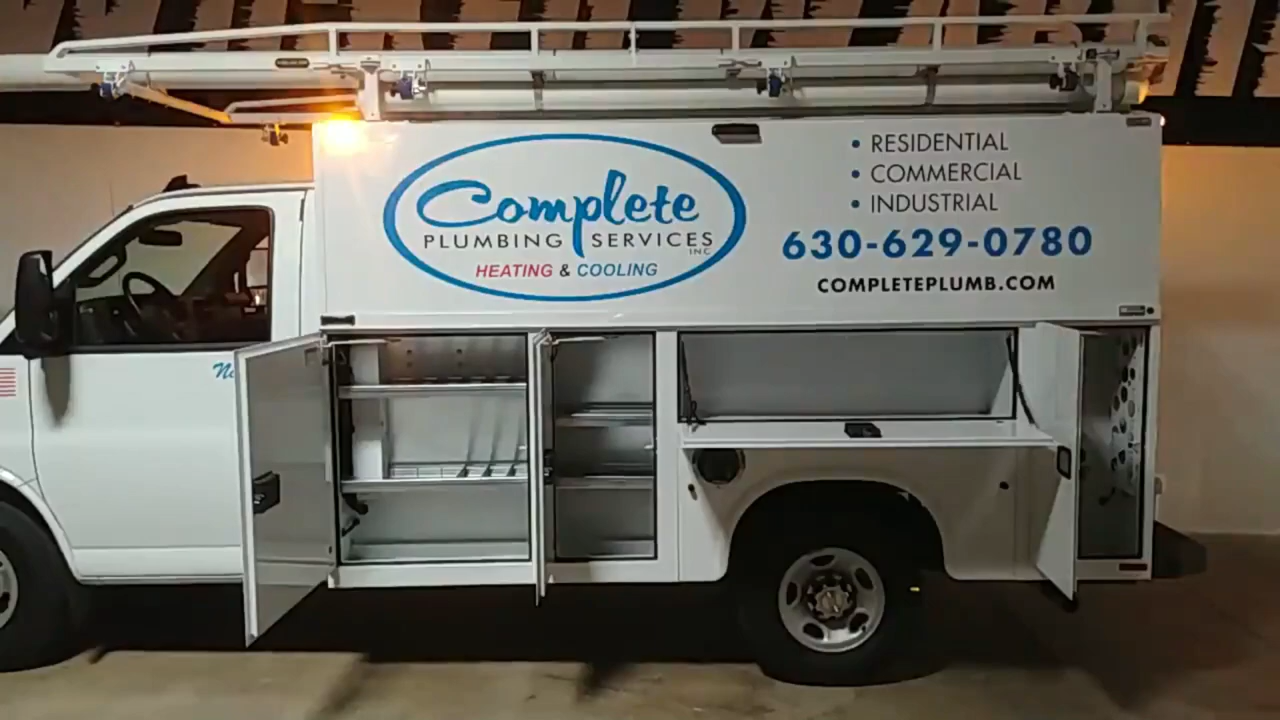 Complete
PLUMBING SERVICES
INC
HEATING & COOLING
• RESIDENTIAL
• COMMERCIAL
• INDUSTRIAL
630-629-0780
COMPLETEPLUMB.COM